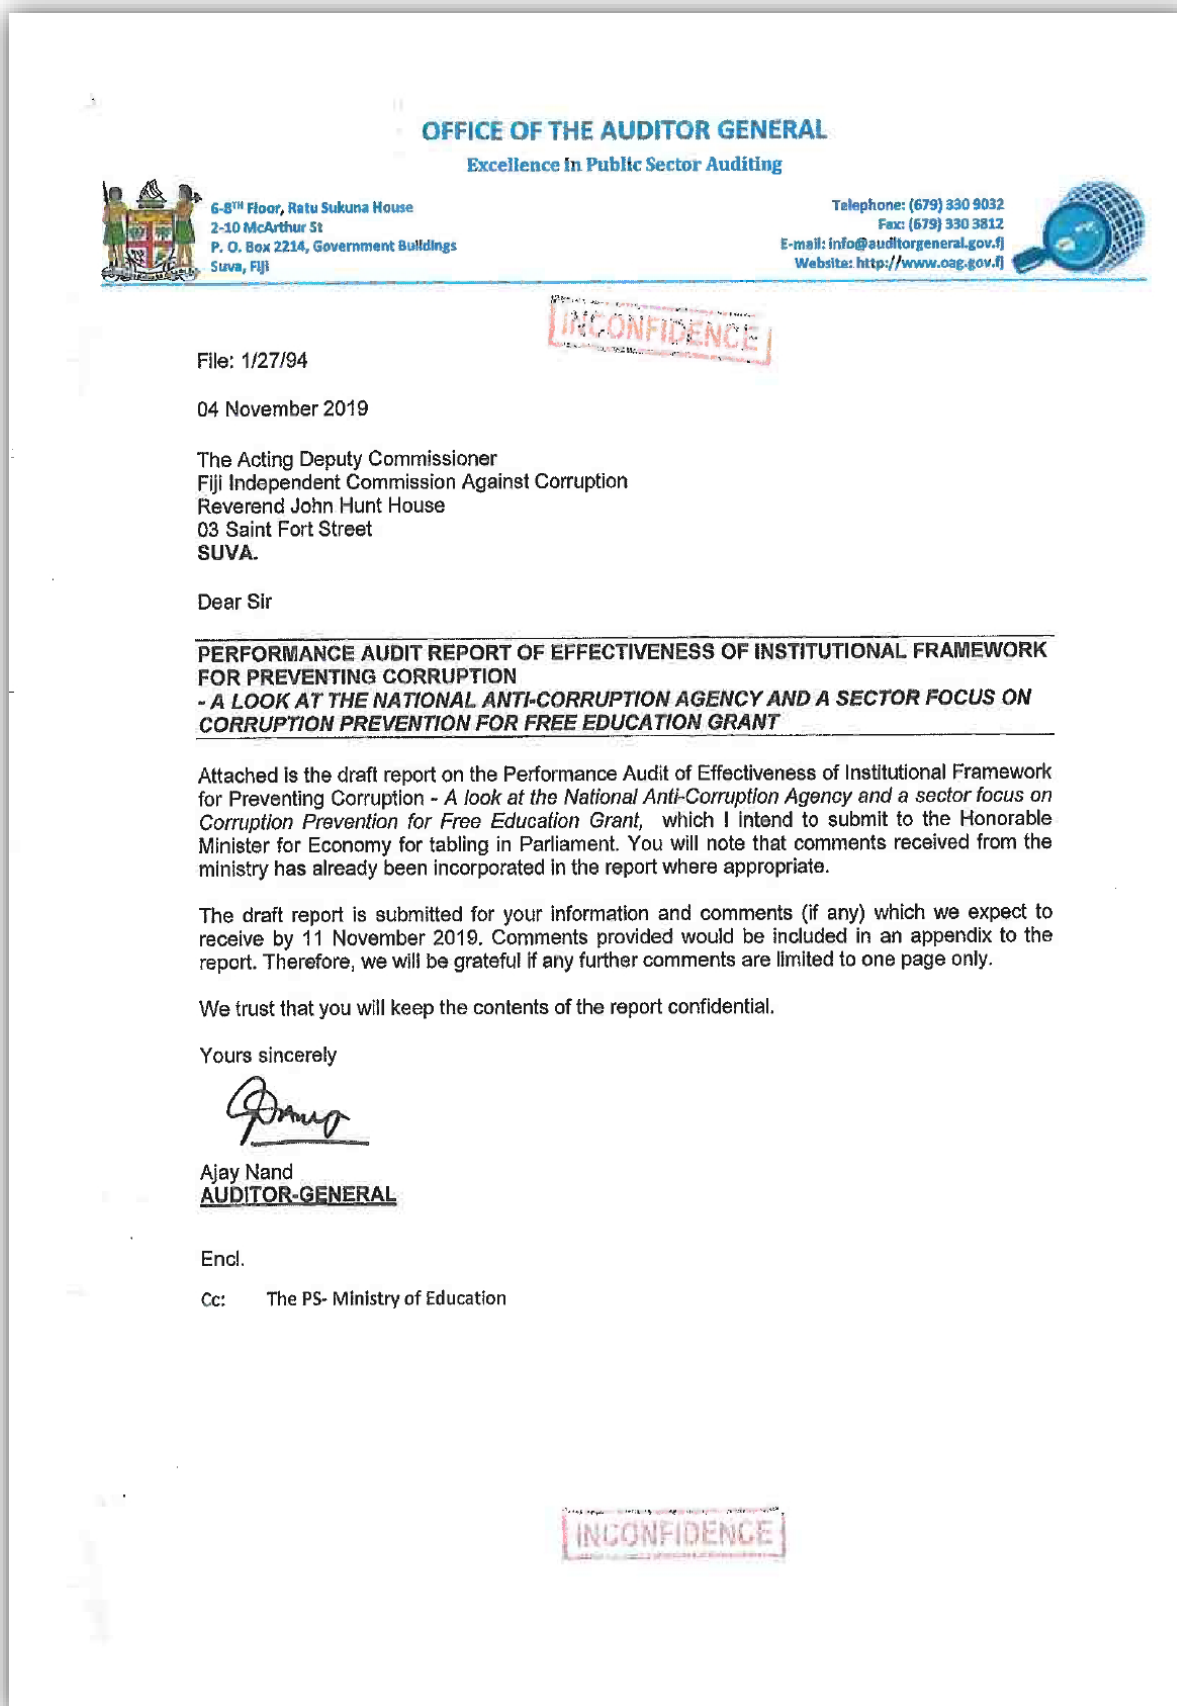 OFFICE OF THE AUDITOR GENERAL
Excellence in Public Sector Auditing
6-8TH Floor, Ratu Sukuna House
2-10 McArthur St
P. O. Box 2214, Government Buildings
Suva, Fiji
Telephone: (679) 330 9032
Fax: (679) 330 3812
E-mail: info@auditorgeneral.gov.fj
Website: http://www.oag.gov.fj
INCONFIDENCE
File: 1/27/94
04 November 2019
The Acting Deputy Commissioner
Fiji Independent Commission Against Corruption
Reverend John Hunt House
03 Saint Fort Street
SUVA.
Dear Sir
PERFORMANCE AUDIT REPORT OF EFFECTIVENESS OF INSTITUTIONAL FRAMEWORK
FOR PREVENTING CORRUPTION
- A LOOK AT THE NATIONAL ANTI-CORRUPTION AGENCY AND A SECTOR FOCUS ON
CORRUPTION PREVENTION FOR FREE EDUCATION GRANT
Attached is the draft report on the Performance Audit of Effectiveness of Institutional Framework
for Preventing Corruption - A look at the National Anti-Corruption Agency and a sector focus on
Corruption Prevention for Free Education Grant, which I intend to submit to the Honorable
Minister for Economy for tabling in Parliament. You will note that comments received from the
ministry has already been incorporated in the report where appropriate.
The draft report is submitted for your information and comments (if any) which we expect to
receive by 11 November 2019. Comments provided would be included in an appendix to the
report. Therefore, we will be grateful if any further comments are limited to one page only.
We trust that you will keep the contents of the report confidential.
Yours sincerely
Ajay Nand
AUDITOR-GENERAL
Encl.
Cc: The PS- Ministry of Education
INCONFIDENCE